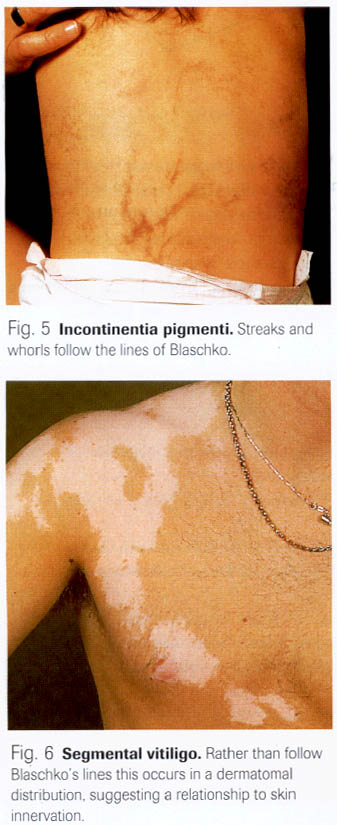 Fig. 5 Incontinentia pigmenti. Streaks and
whorls follow the lines of Blaschko.
Fig. 6 Segmental vitiligo. Rather than follow
Blaschko's lines this occurs in a dermatomal
distribution, suggesting a relationship to skin
innervation.